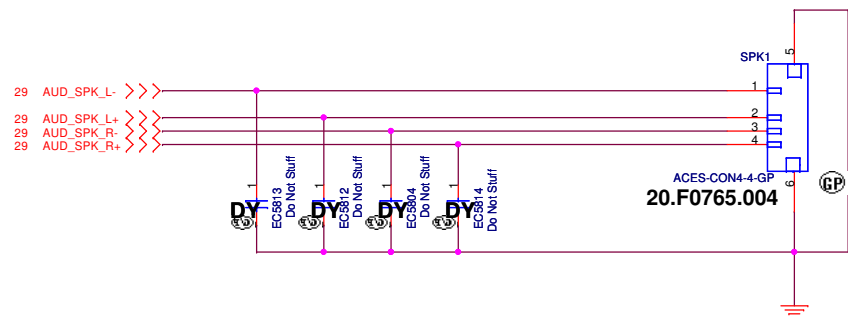 SPK1
5
29 AUD_SPK_L- 1
29 AUD_SPK_L+ 2
29 AUD_SPK_R- 3
29 AUD_SPK_R+ 4
1 1 1 1
DY DY DY DY
EC5813
Do Not Stuff
EC5812
Do Not Stuff
EC5804
Do Not Stuff
EC5814
Do Not Stuff
ACES-CON4-4-GP
20.F0765.004
6
GP